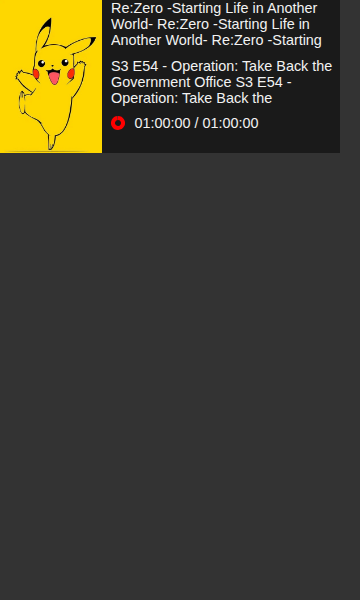 Re:Zero -Starting Life in Another
World- Re:Zero -Starting Life in
Another World- Re:Zero -Starting
S3 E54 - Operation: Take Back the
Government Office S3 E54 -
Operation: Take Back the
01:00:00 / 01:00:00